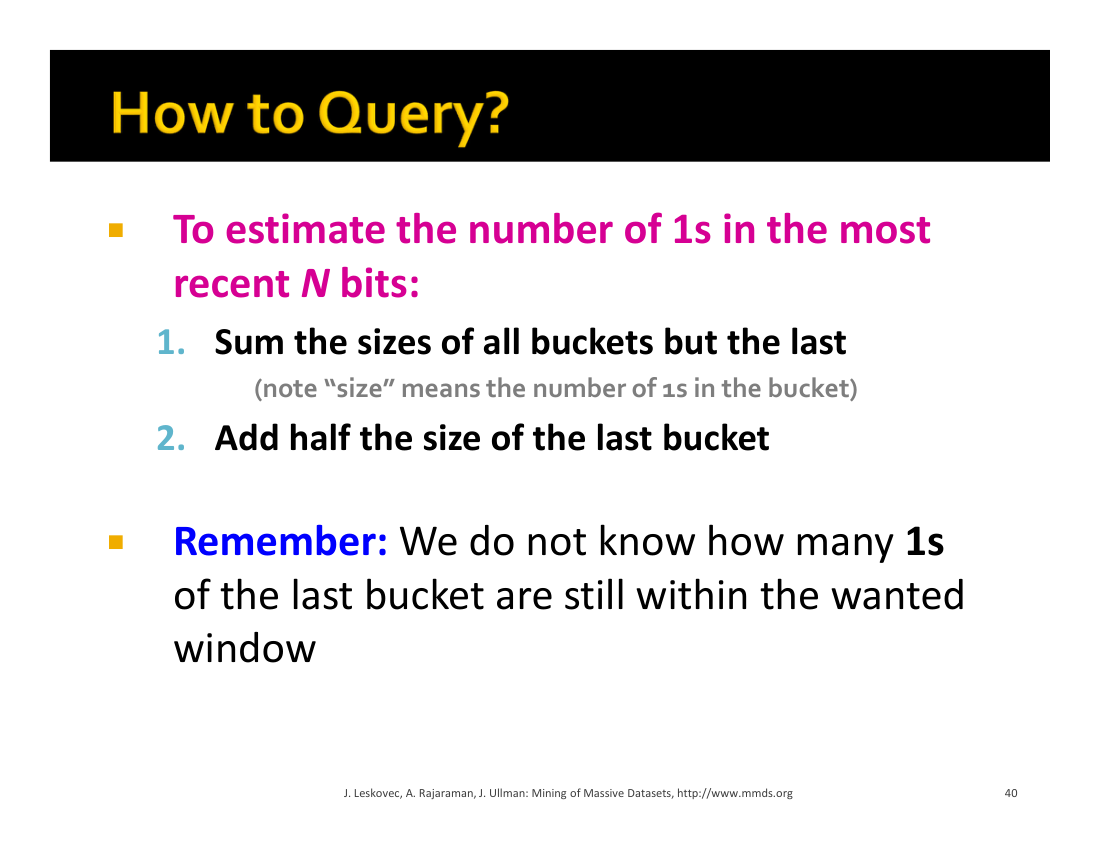 How to Query?
To estimate the number of 1s in the most
recent N bits:
1. Sum the sizes of all buckets but the last
(note “size” means the number of 1s in the bucket)
2. Add half the size of the last bucket
Remember: We do not know how many 1s
of the last bucket are still within the wanted
window
J. Leskovec, A. Rajaraman, J. Ullman: Mining of Massive Datasets, http://www.mmds.org
40